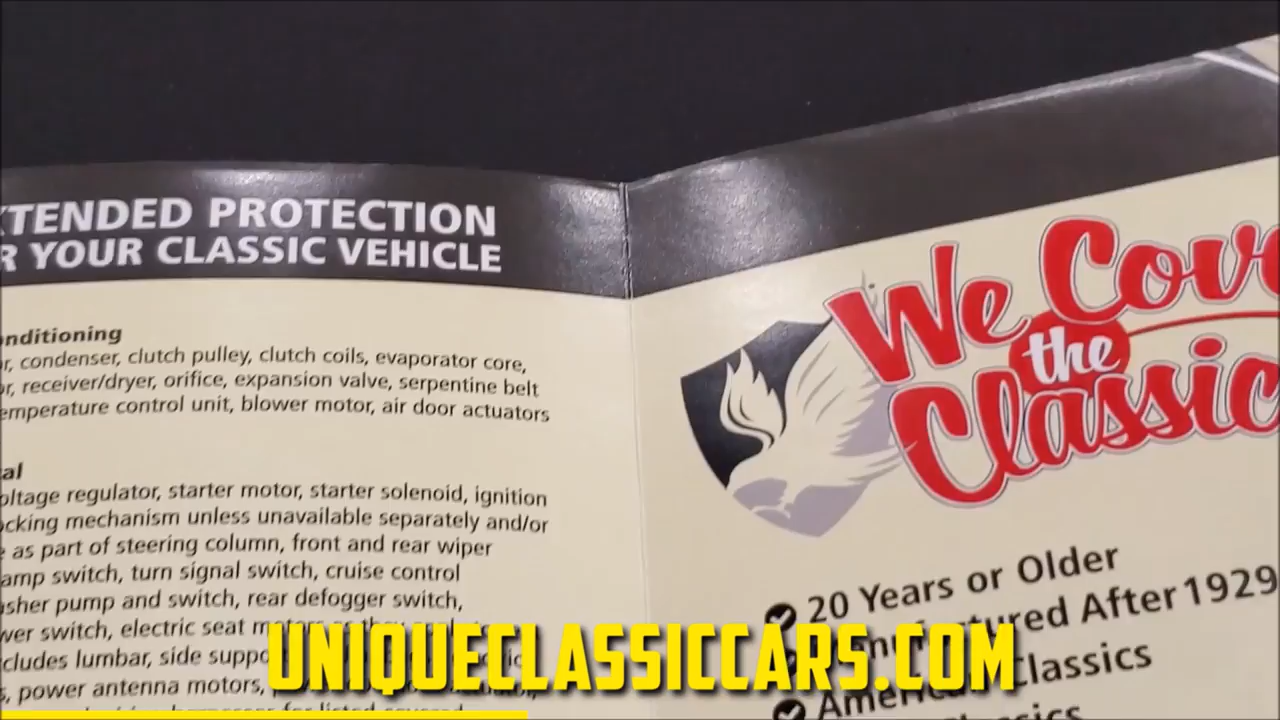 XTENDED PROTECTION
R YOUR CLASSIC VEHICLE
onditioning
r, condenser, clutch pulley, clutch coils, evaporator core,
or, receiver/dryer, orifice, expansion valve, serpentine belt
emperature control unit, blower motor, air door actuators
al
oltage regulator, starter motor, starter solenoid, ignition
ocking mechanism unless unavailable separately and/or
e as part of steering column, front and rear wiper
amp switch, turn signal switch, cruise control
asher pump and switch, rear defogger switch,
wer switch, electric seat
cludes lumbar, side
s, power antenna motors,
We Cov
the
Classic
20 Years or Older
After 1929
American Classics
UNIQUECLASSICCARS.COM